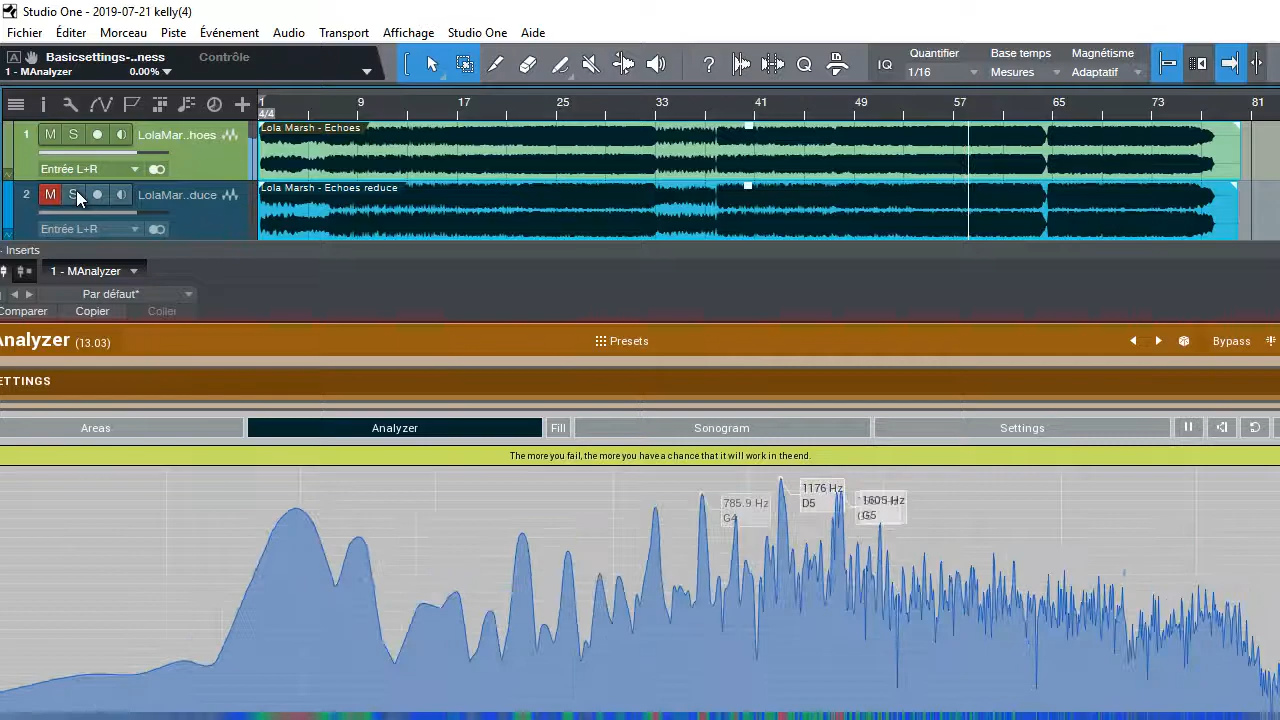 Studio One - 2019-07-21 kelly(4)
Fichier Éditer Morceau Piste Événement Audio Transport Affichage Studio One Aide
A Basicsettings-..ness Contrôle
1 - MAnalyzer 0.00%
IQ Quantifier Base temps Magnétisme
1/16 Mesures Adaptatif
1 9 17 25 33 41 49 57 65 73 81
4/4
1 M S LolaMar..hoes
Lola Marsh - Echoes
Entrée L+R
2 M S LolaMar..duce
Lola Marsh - Echoes reduce
Entrée L+R
Inserts
1 - MAnalyzer
Par défaut*
Comparer Copier Coller
Analyzer (13.03) Presets Bypass
ETTINGS
Areas Analyzer Fill Sonogram Settings
The more you fail, the more you have a chance that it will work in the end.
785.9 Hz
G4
1176 Hz
D5
1605 Hz
G5